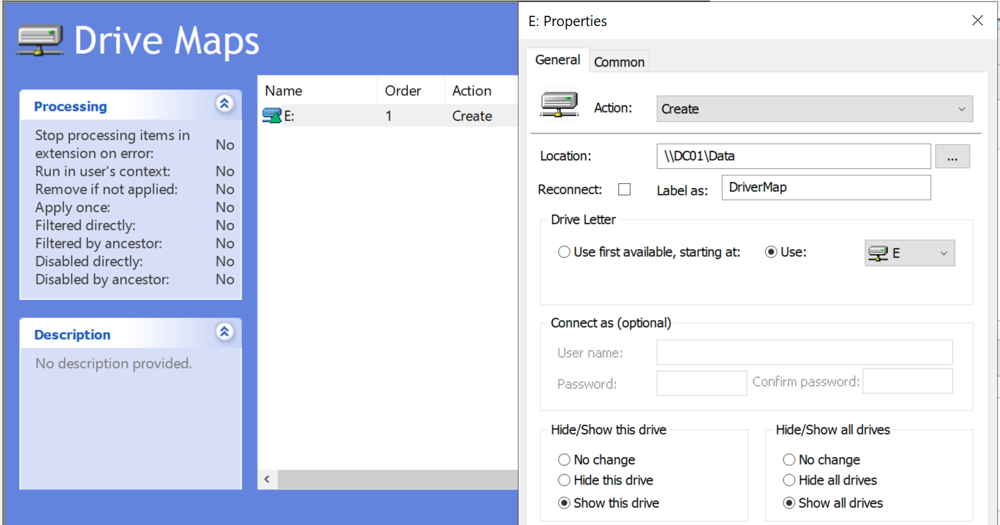 Drive Maps
Processing
Stop processing items in
extension on error: No
Run in user's context: No
Remove if not applied: No
Apply once: No
Filtered directly: No
Filtered by ancestor: No
Disabled directly: No
Disabled by ancestor: No
Description
No description provided.
Name Order Action
E: 1 Create
E: Properties
General Common
Action: Create
Location: \\DC01\Data ...
Reconnect: Label as: DriverMap
Drive Letter
Use first available, starting at: Use: E
Connect as (optional)
User name:
Password: Confirm password:
Hide/Show this drive
No change
Hide this drive
Show this drive
Hide/Show all drives
No change
Hide all drives
Show all drives